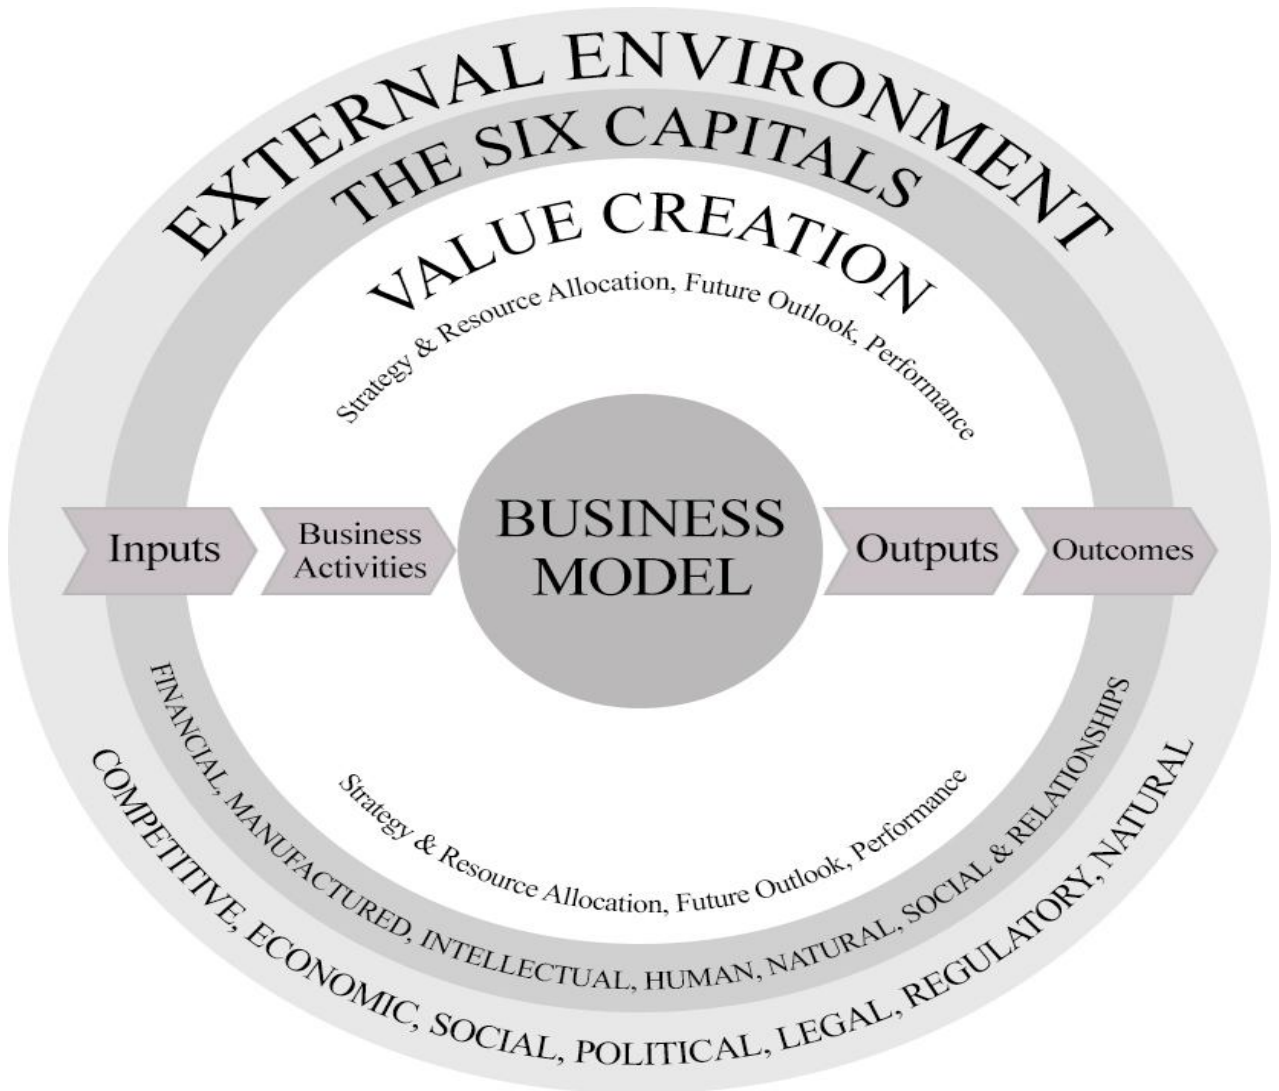 EXTERNAL ENVIRONMENT
THE SIX CAPITALS
VALUE CREATION
Strategy & Resource Allocation, Future Outlook, Performance
Inputs
Business
Activities
BUSINESS
MODEL
Outputs
Outcomes
Strategy & Resource Allocation, Future Outlook, Performance
FINANCIAL, MANUFACTURED, INTELLECTUAL, HUMAN, NATURAL, SOCIAL & RELATIONSHIPS
COMPETITIVE, ECONOMIC, SOCIAL, POLITICAL, LEGAL, REGULATORY, NATURAL